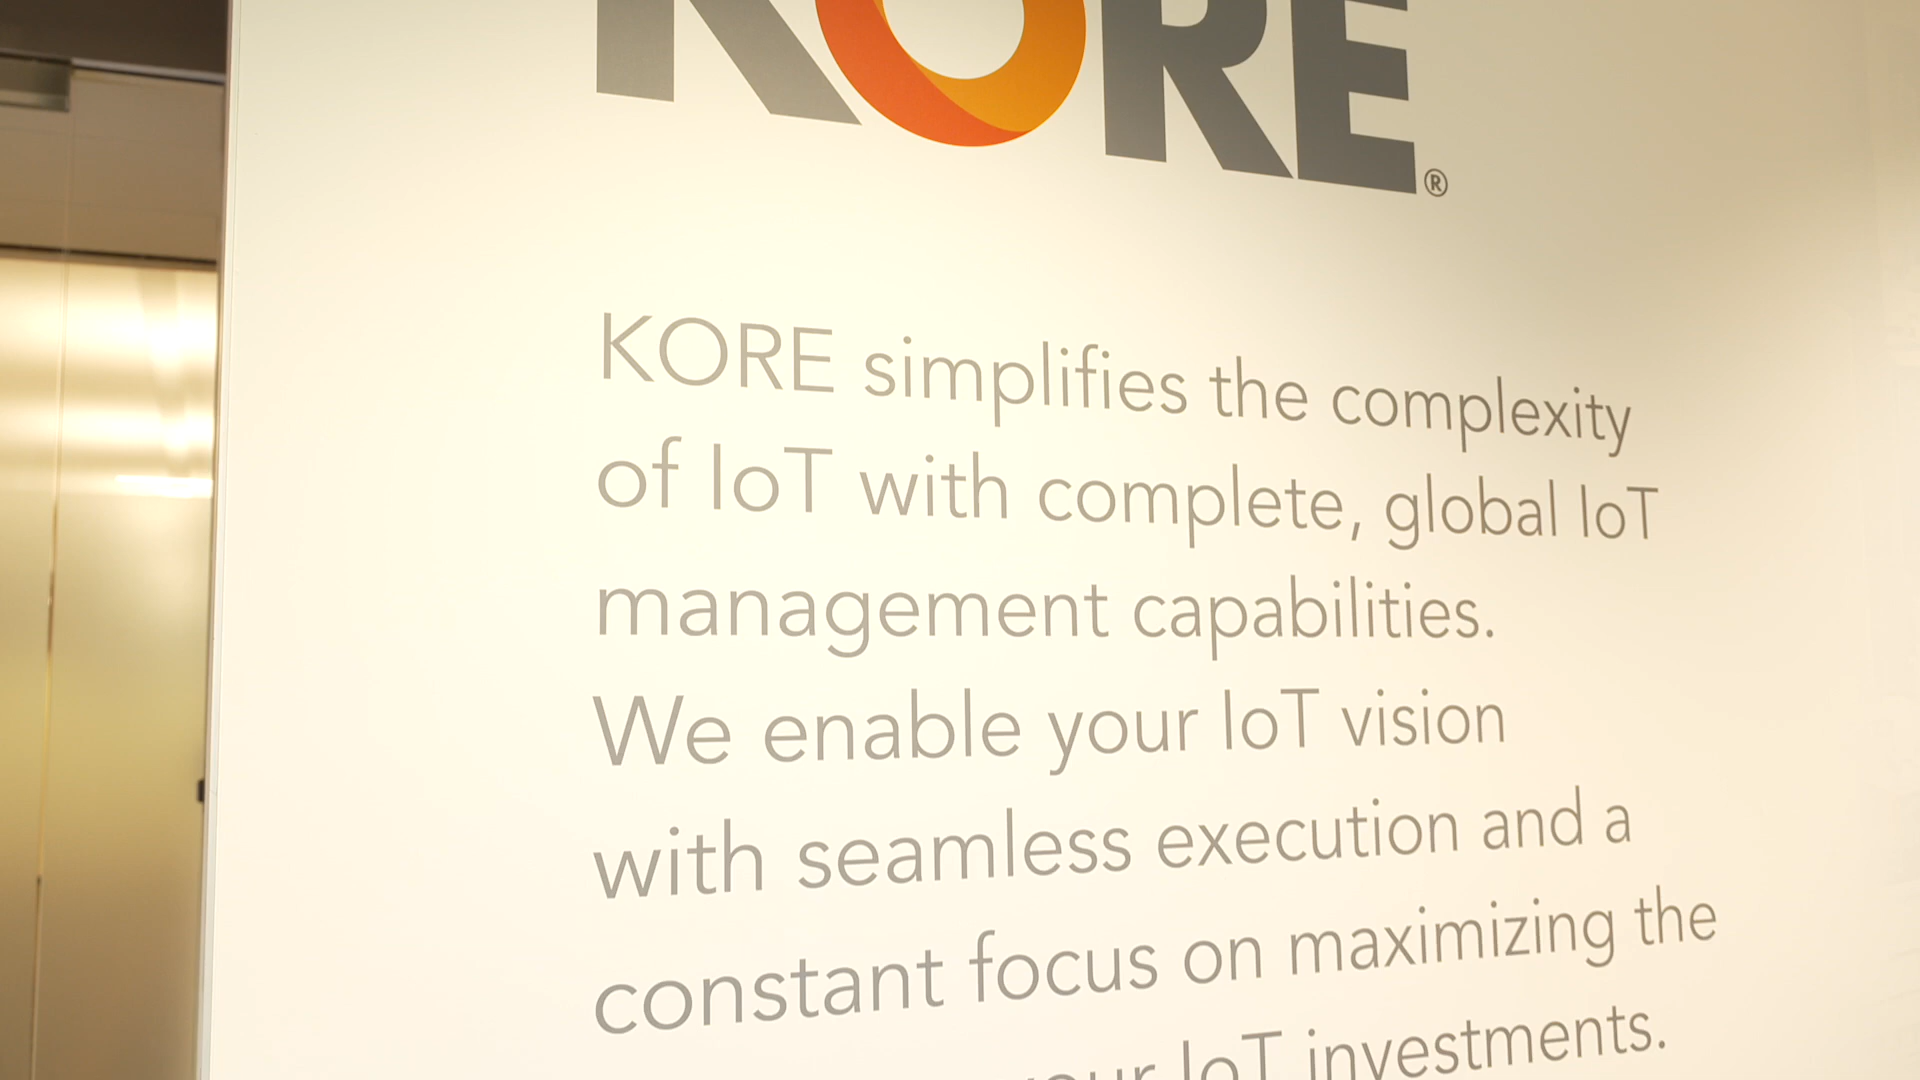 KORE®
KORE simplifies the complexity
of IoT with complete, global IoT
management capabilities.
We enable your IoT vision
with seamless execution and a
constant focus on maximizing the
your IoT investments.